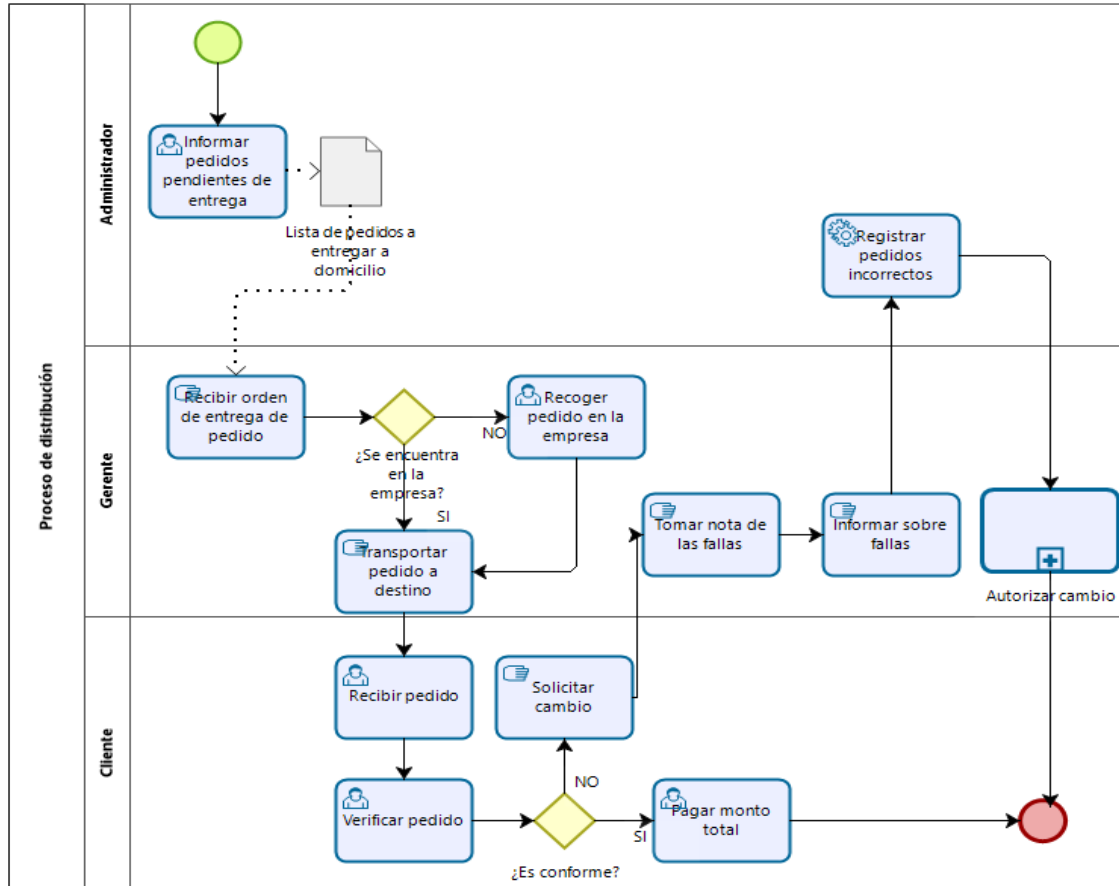 Proceso de distribución
Administrador
Informar
pedidos
pendientes de
entrega
Lista de pedidos a
entregar a
domicilio
Registrar
pedidos
incorrectos
Gerente
Recibir orden
de entrega de
pedido
¿Se encuentra
en la
empresa?
NO
SI
Recoger
pedido en la
empresa
Transportar
pedido a
destino
Tomar nota de
las fallas
Informar sobre
fallas
Autorizar cambio
Cliente
Recibir pedido
Verificar pedido
¿Es conforme?
NO
SI
Solicitar
cambio
Pagar monto
total